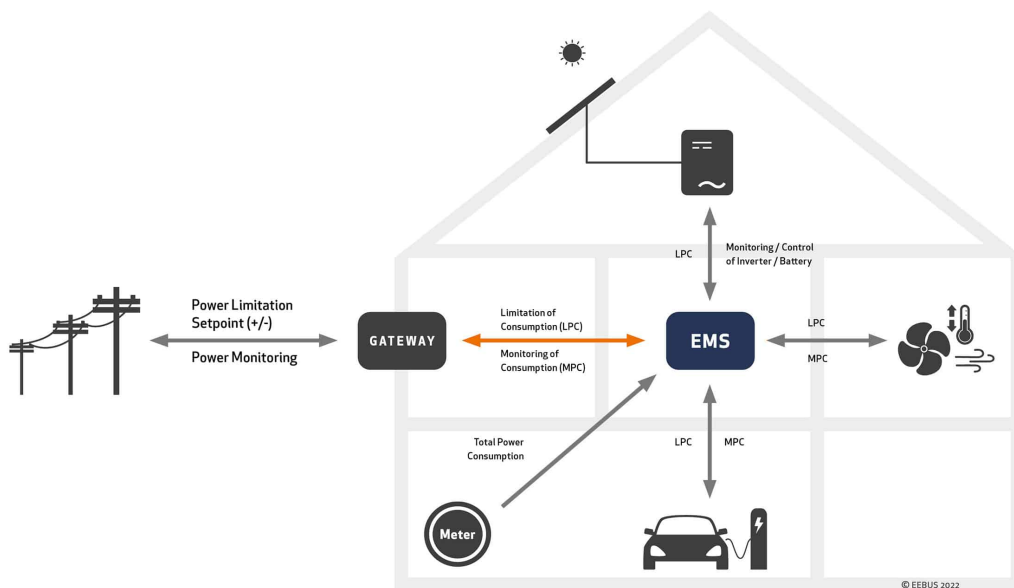 LPC
Monitoring / Control
of Inverter / Battery
Power Limitation
Setpoint (+/-)
Power Monitoring
GATEWAY
Limitation of
Consumption (LPC)
Monitoring of
Consumption (MPC)
EMS
LPC
MPC
Total Power
Consumption
LPC
MPC
Meter
© EEBUS 2022